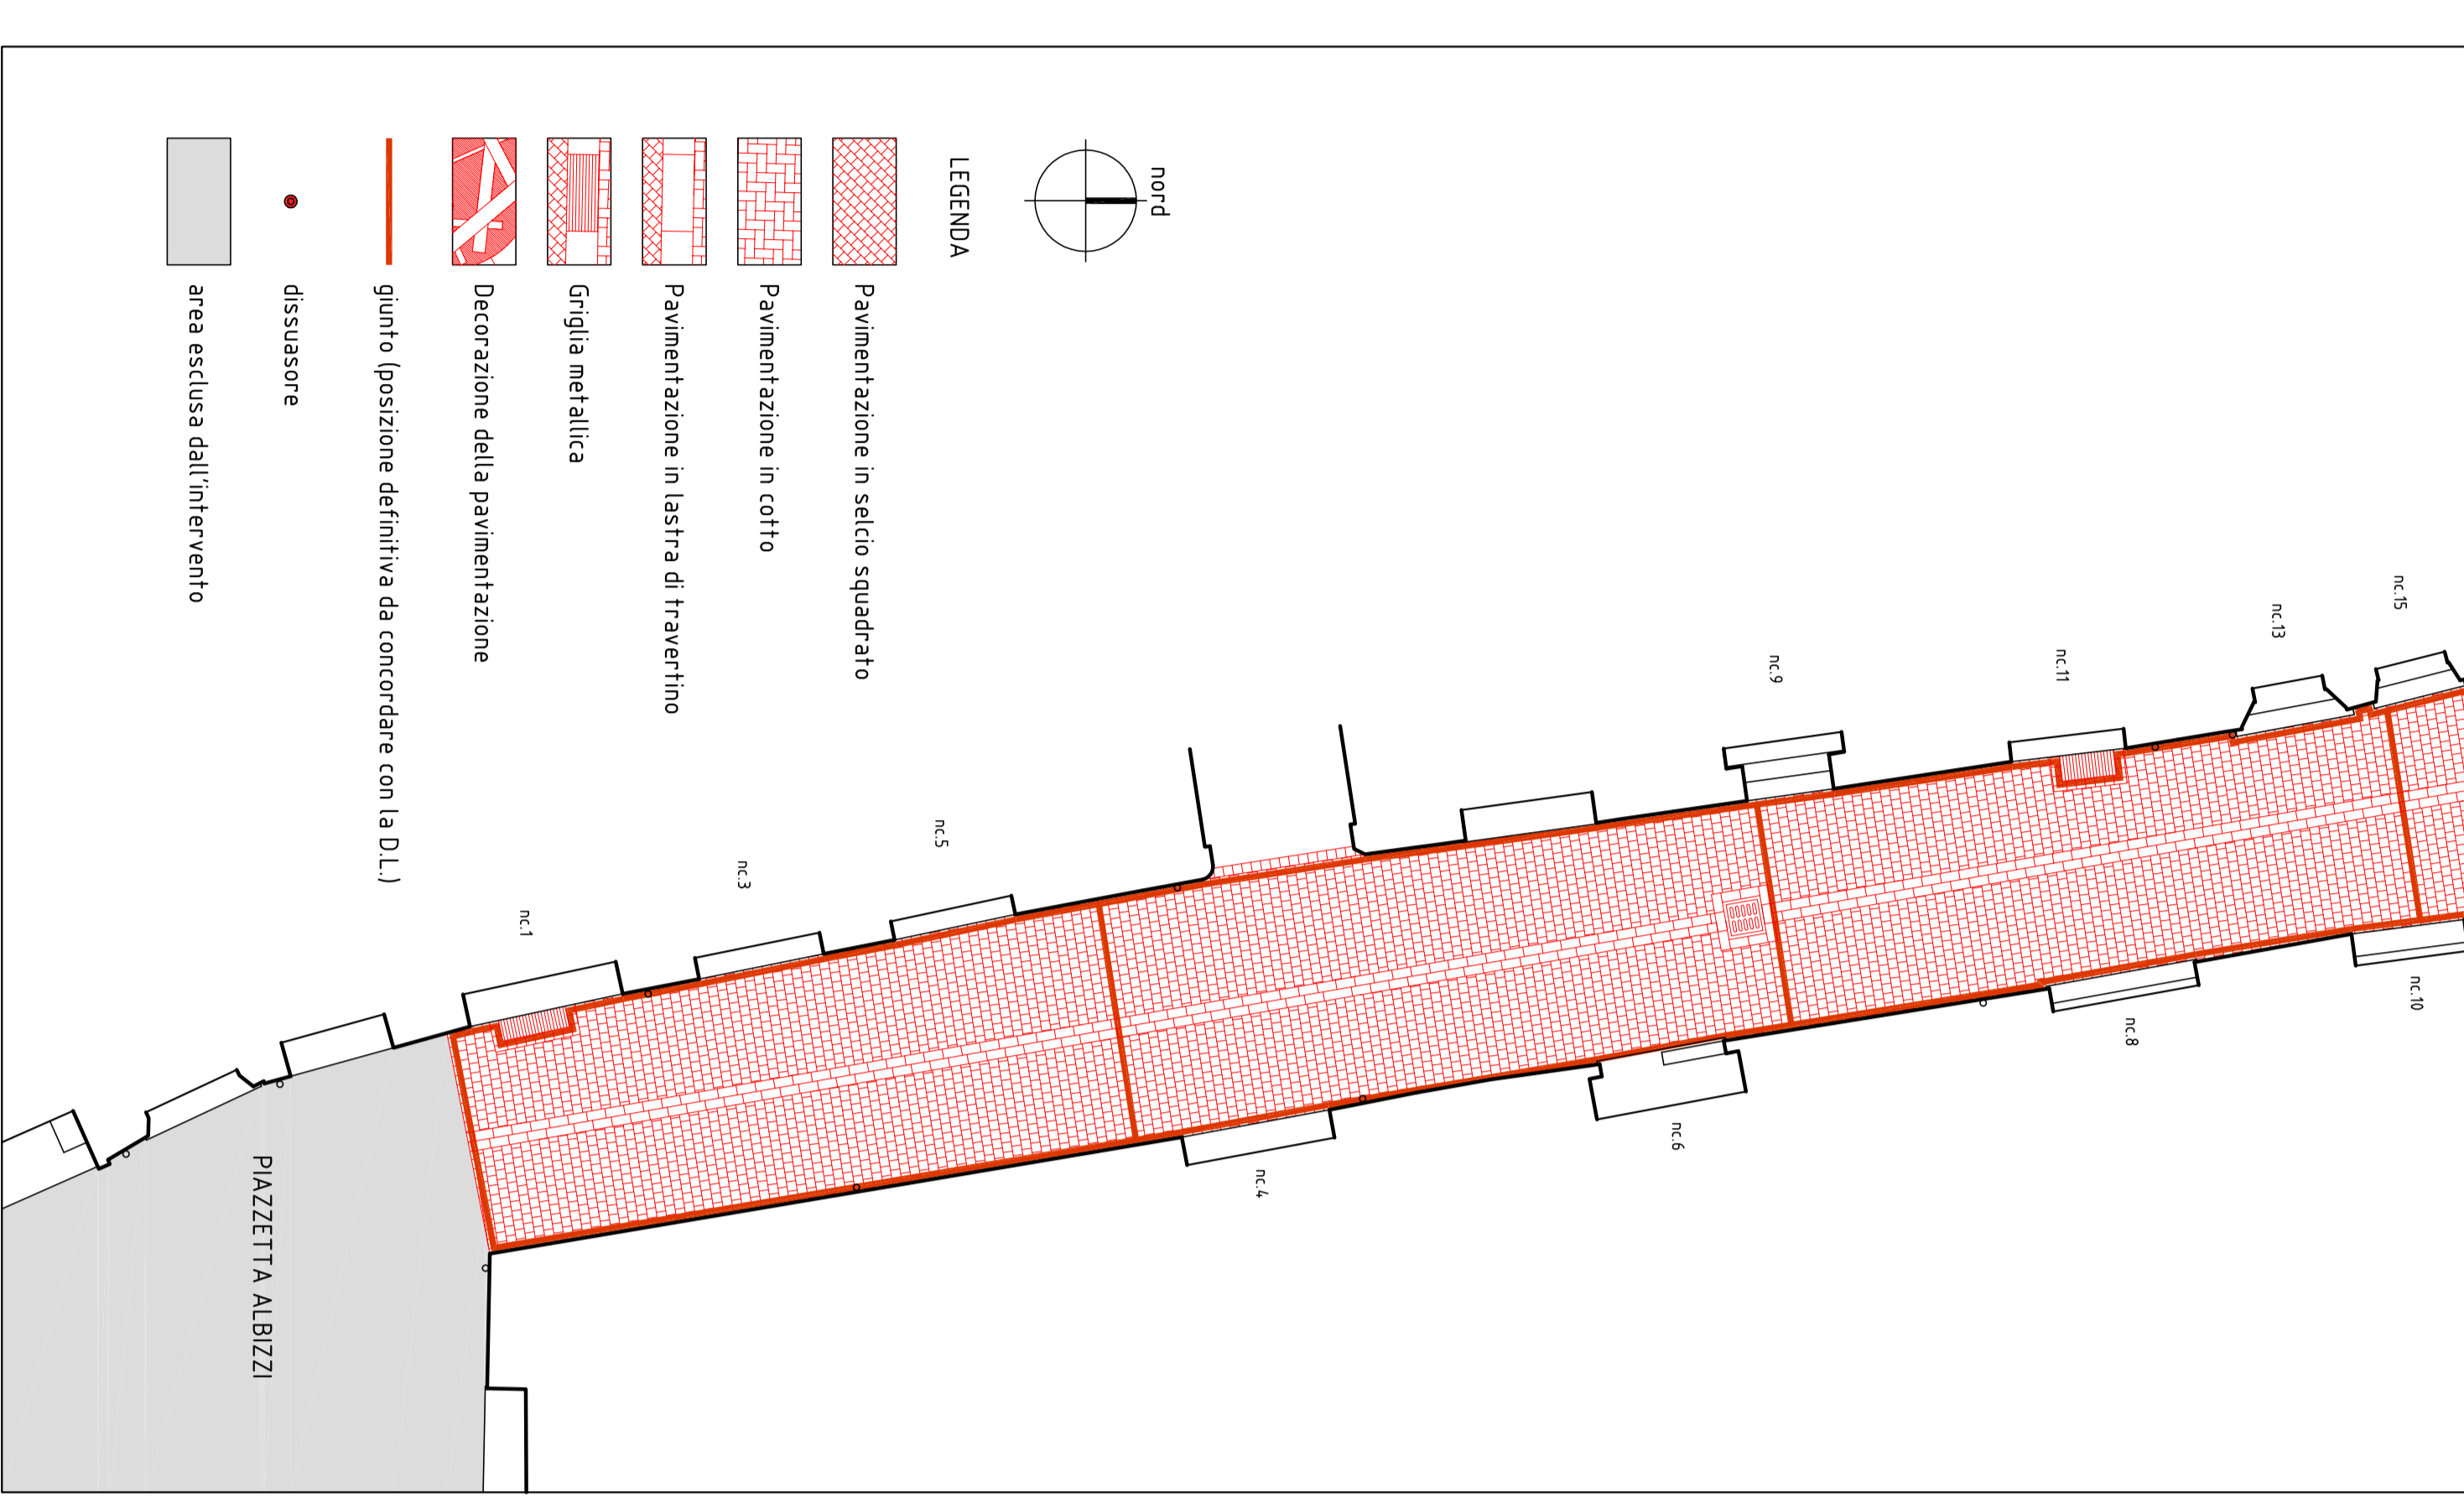 nord
LEGENDA
Pavimentazione in selcio squadrato
Pavimentazione in cotto
Pavimentazione in lastra di travertino
Griglia metallica
Decorazione della pavimentazione
giunto (posizione definitiva da concordare con la D.L.)
dissuasore
area esclusa dall'intervento
nc.15
nc.13
nc.11
nc.9
nc.5
nc.3
nc.1
nc.10
nc.8
nc.6
nc.4
PIAZZETTA ALBIZZI